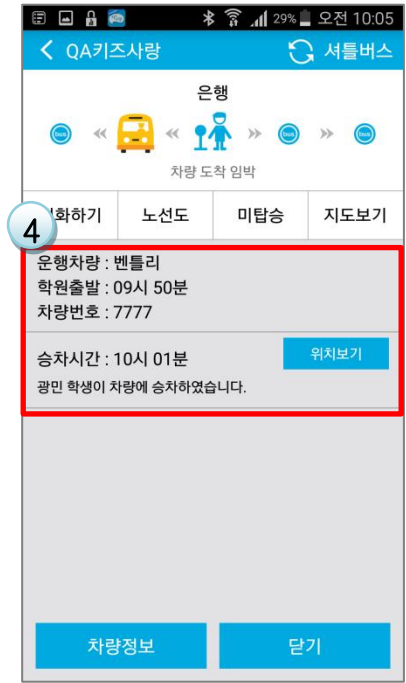 29% 오전 10:05
QA키즈사랑 셔틀버스
은행
bus bus bus
차량 도착 임박
화하기 노선도 미탑승 지도보기
4
운행차량 : 벤틀리
학원출발 : 09시 50분
차량번호 : 7777
승차시간 : 10시 01분 위치보기
광민 학생이 차량에 승차하였습니다.
차량정보 닫기